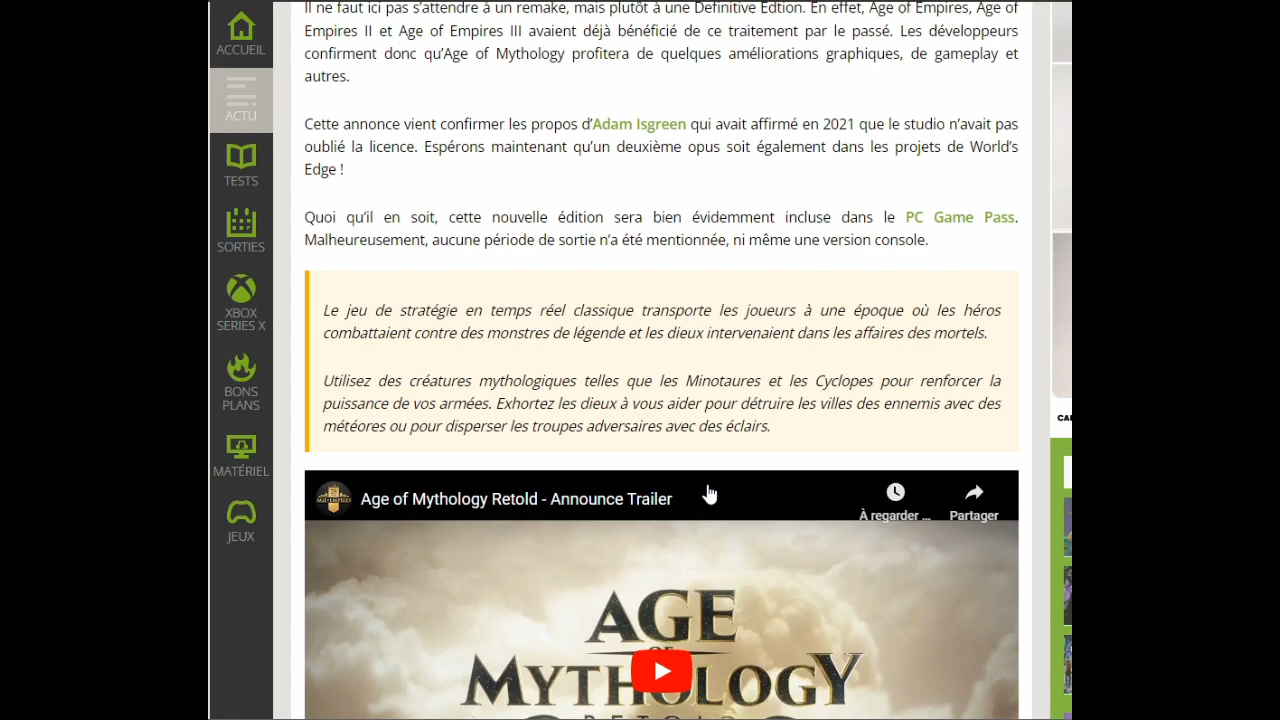 Il ne faut ici pas s'attendre à un remake, mais plutôt à une Definitive Edtion. En effet, Age of Empires, Age of
Empires II et Age of Empires III avaient déjà bénéficié de ce traitement par le passé. Les développeurs
confirment donc qu'Age of Mythology profitera de quelques améliorations graphiques, de gameplay et
autres.
Cette annonce vient confirmer les propos d'Adam Isgreen qui avait affirmé en 2021 que le studio n'avait pas
oublié la licence. Espérons maintenant qu'un deuxième opus soit également dans les projets de World's
Edge !
Quoi qu'il en soit, cette nouvelle édition sera bien évidemment incluse dans le PC Game Pass.
Malheureusement, aucune période de sortie n'a été mentionnée, ni même une version console.
Le jeu de stratégie en temps réel classique transporte les joueurs à une époque où les héros
combattaient contre des monstres de légende et les dieux intervenaient dans les affaires des mortels.
Utilisez des créatures mythologiques telles que les Minotaures et les Cyclopes pour renforcer la
puissance de vos armées. Exhortez les dieux à vous aider pour détruire les villes des ennemis avec des
météores ou pour disperser les troupes adversaires avec des éclairs.
Age of Mythology Retold - Announce Trailer
À regarder ...
Partager
AGE
OF
MYTHOLOGY
RETOLD
ACCUEIL
ACTU
TESTS
SORTIES
XBOX
SERIES X
BONS
PLANS
MATÉRIEL
JEUX